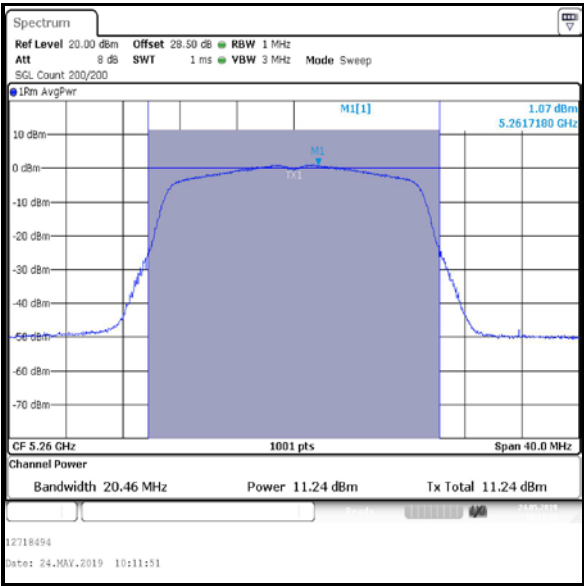 Spectrum
Ref Level 20.00 dBm Offset 28.50 dB RBW 1 MHz
Att 8 dB SWT 1 ms VBW 3 MHz Mode Sweep
SGL Count 200/200
1Rm AvgPwr
M1[1] 1.07 dBm
5.2617180 GHz
10 dBm
M1
0 dBm
TX1
-10 dBm
-20 dBm
-30 dBm
-40 dBm
-50 dBm
-60 dBm
-70 dBm
CF 5.26 GHz 1001 pts Span 40.0 MHz
Channel Power
Bandwidth 20.46 MHz Power 11.24 dBm Tx Total 11.24 dBm
Ready 24.05.2019
12718494
Date: 24.MAY.2019 10:11:51